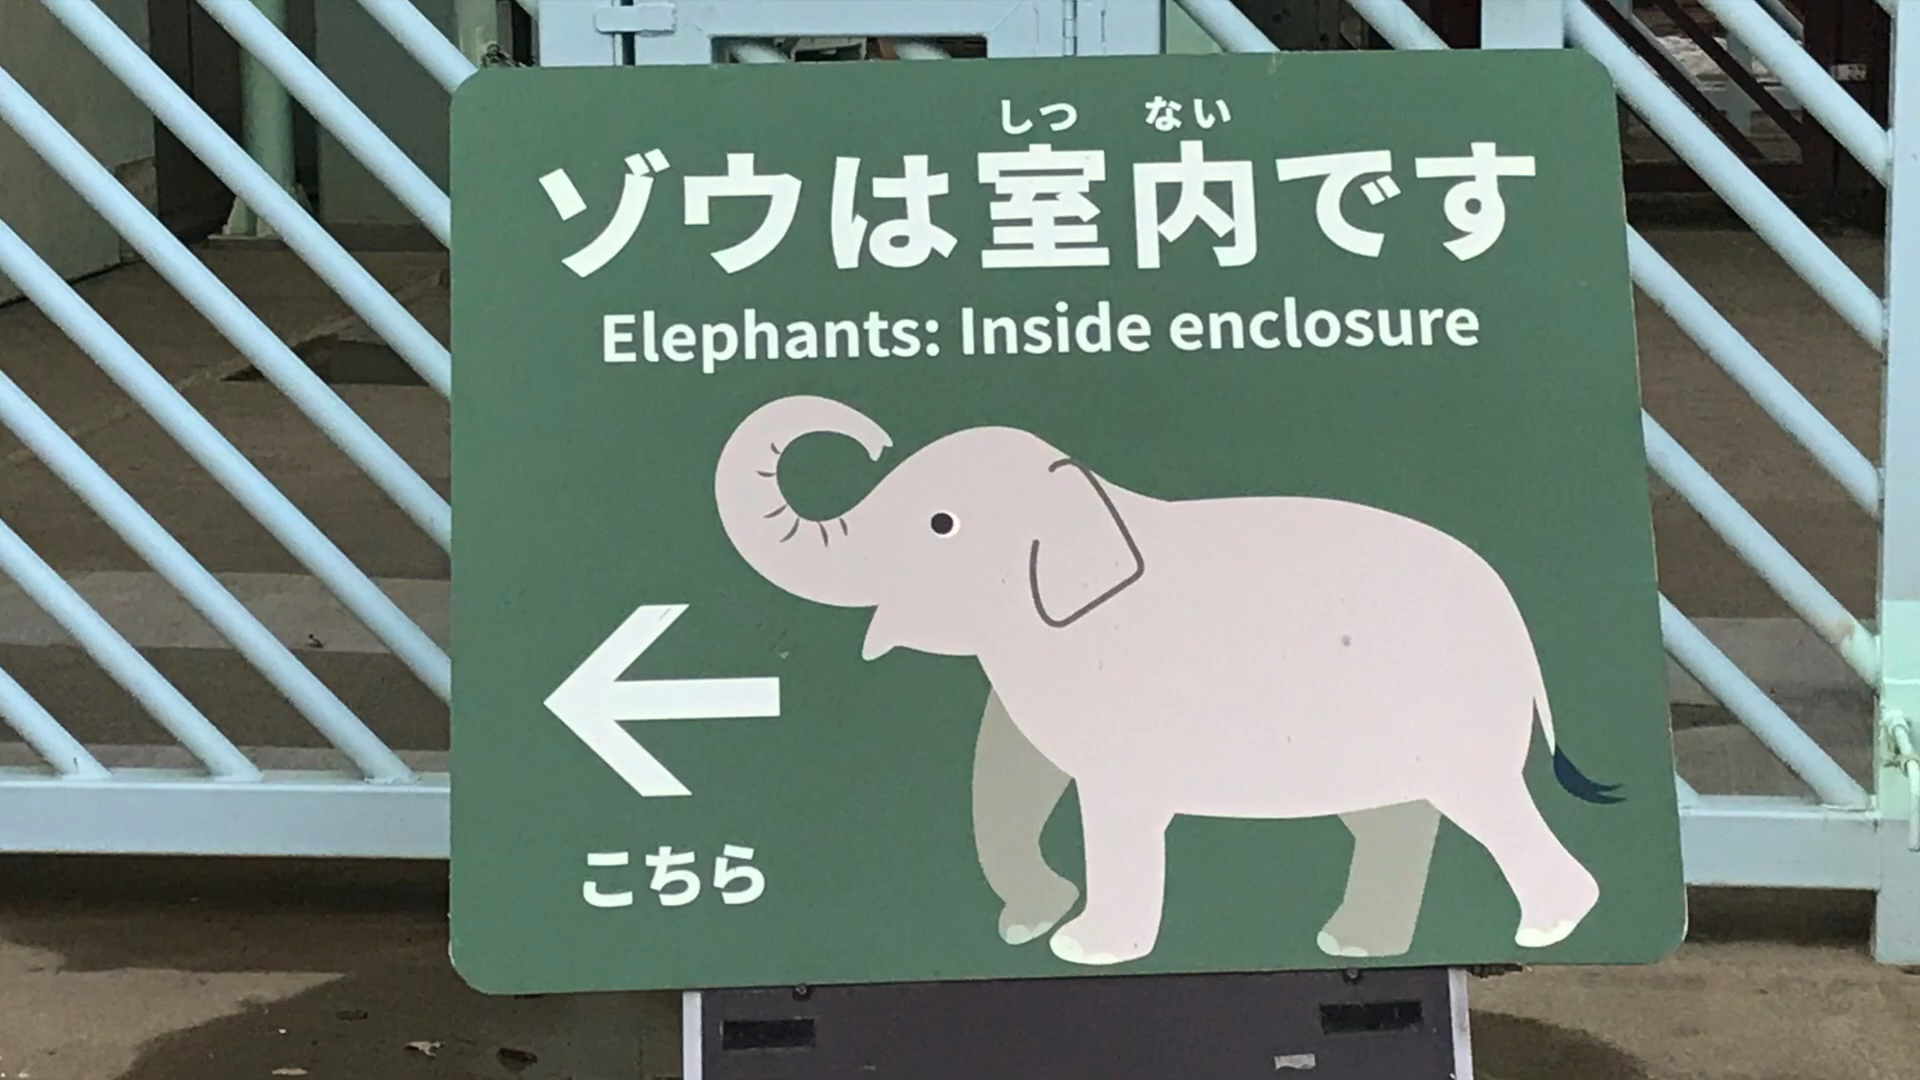 しつ ない
ゾウは室内です
Elephants: Inside enclosure
←
こちら